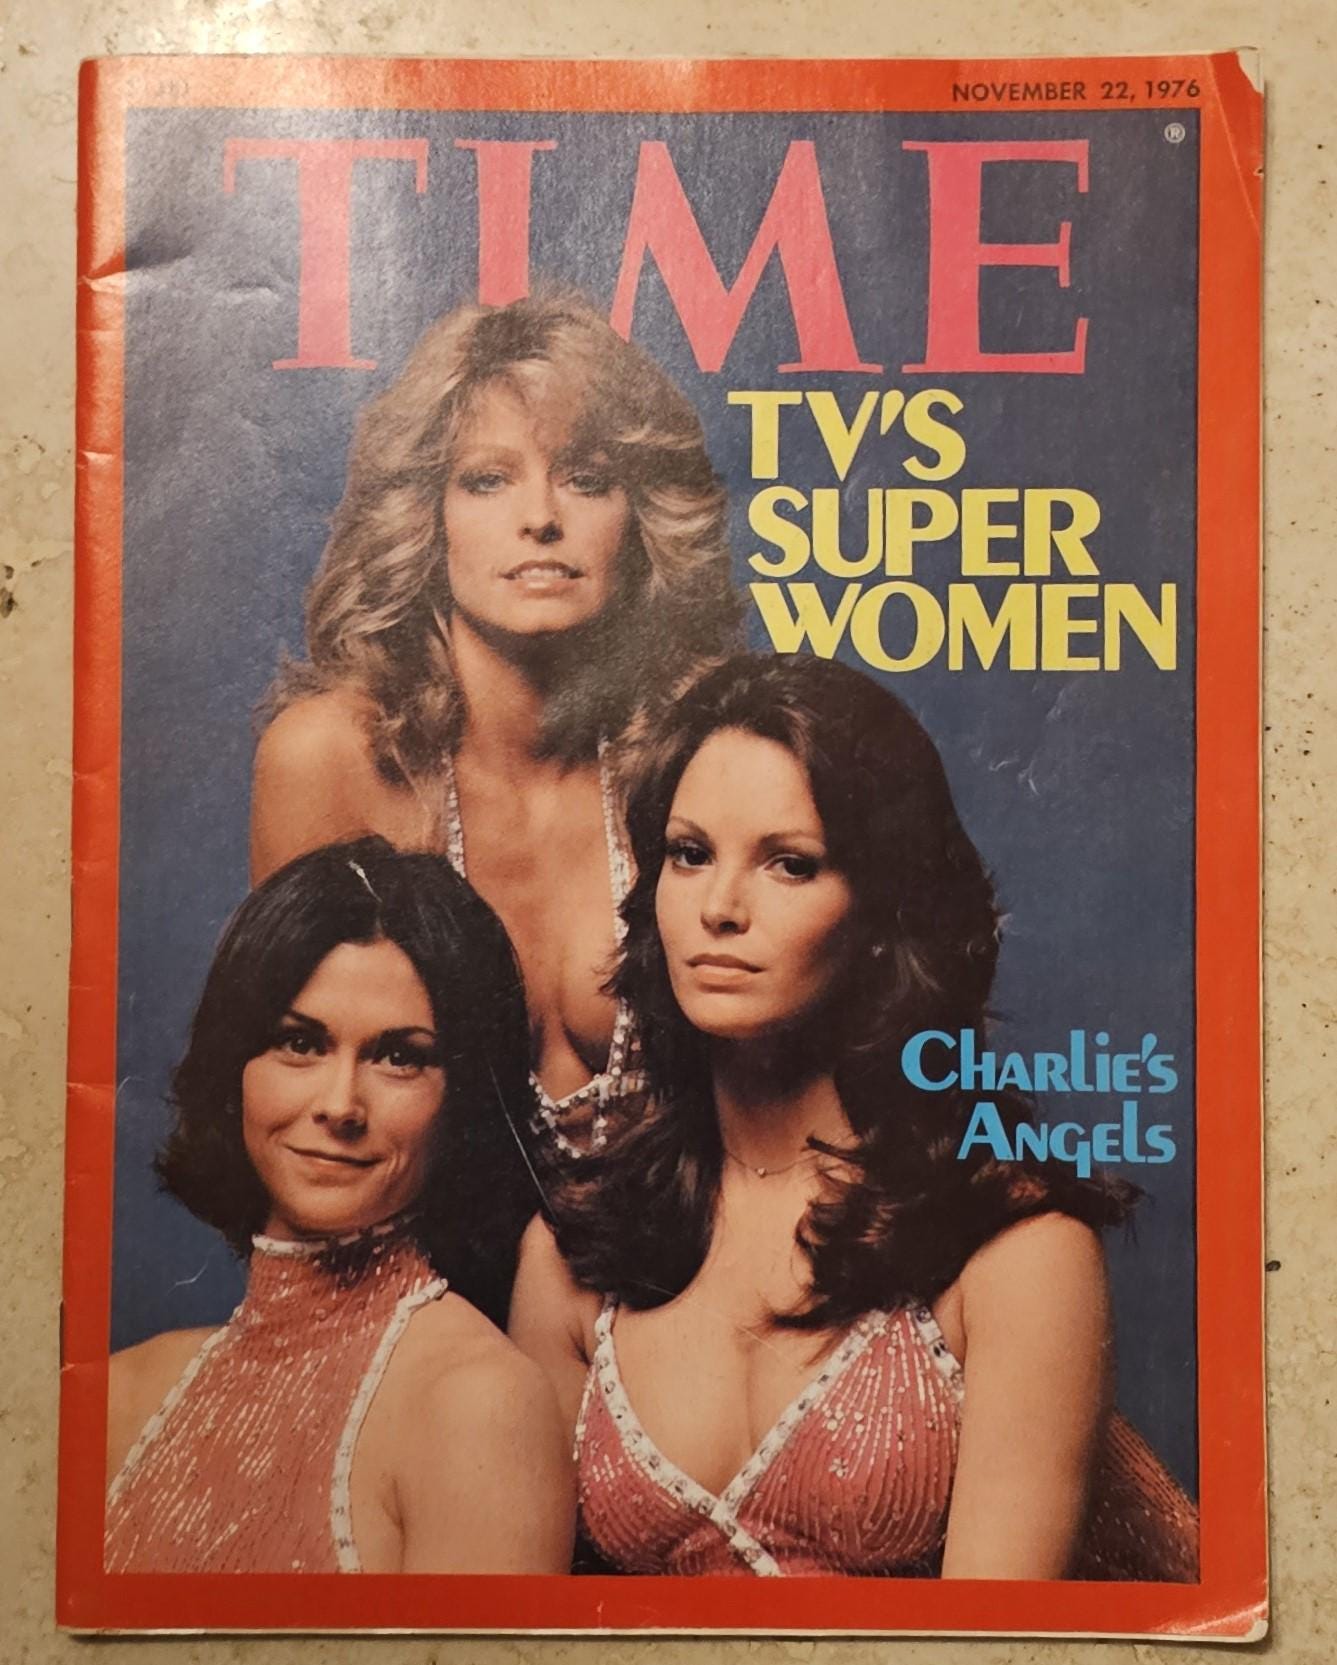 NOVEMBER 22, 1976
TIME®
TV'S
SUPER
WOMEN
CHARLIE'S
ANGELS